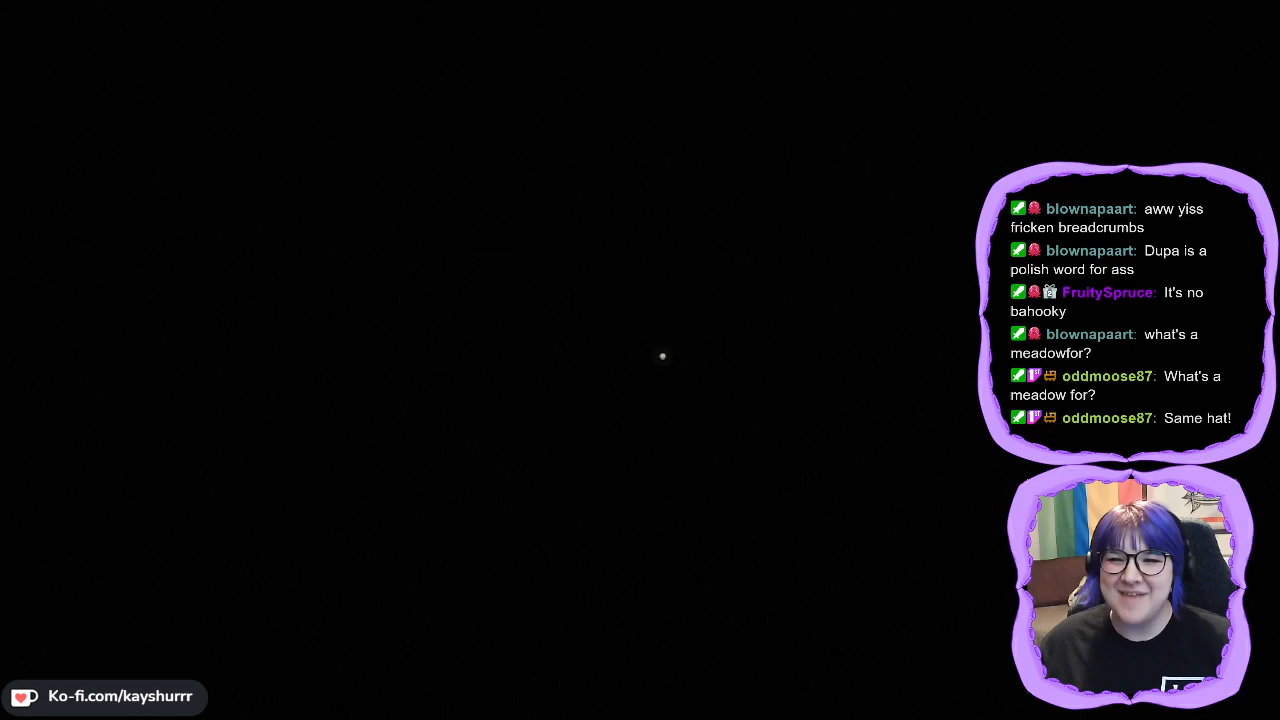 blownapaart: aww yiss
fricken breadcrumbs
blownapaart: Dupa is a
polish word for ass
FruitySpruce: It's no
bahooky
blownapaart: what's a
meadowfor?
oddmoose87: What's a
meadow for?
oddmoose87: Same hat!
Ko-fi.com/kayshurrr